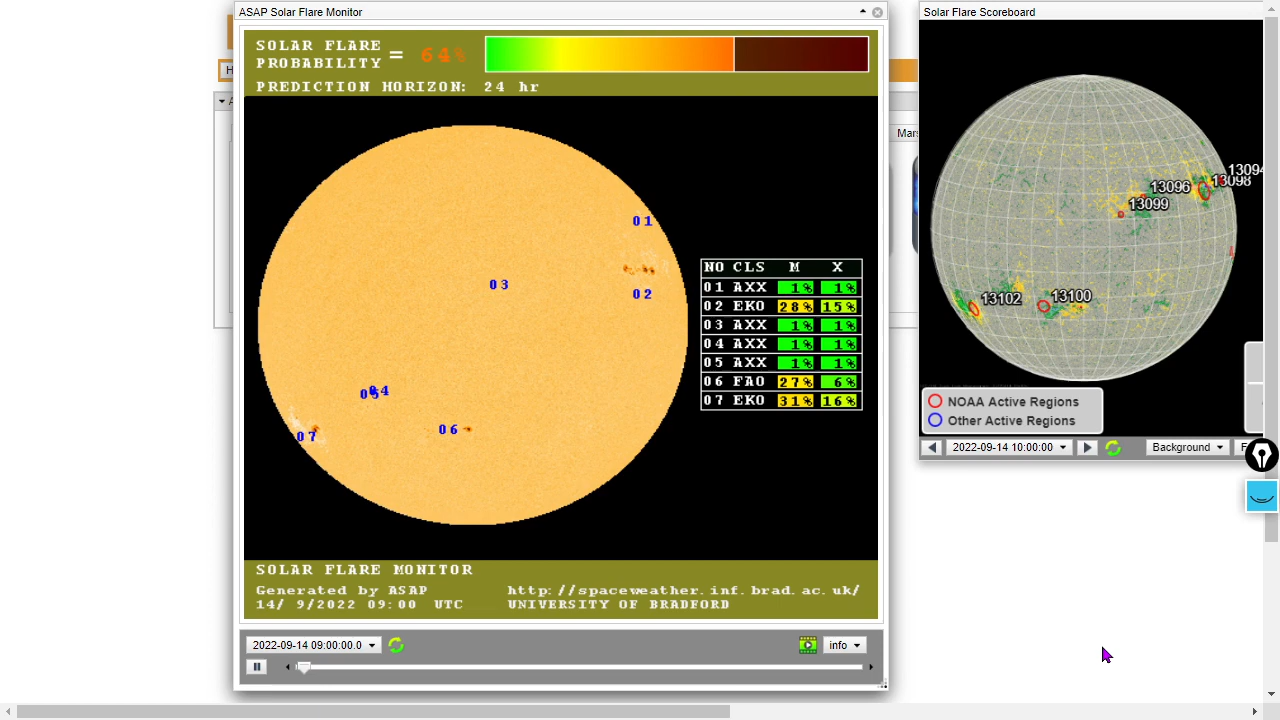 ASAP Solar Flare Monitor
SOLAR FLARE
PROBABILITY = 64%
PREDICTION HORIZON: 24 hr
01
02
03
04
05
06
07
NO CLS M X
01 AXX 1% 1%
02 EKO 28% 15%
03 AXX 1% 1%
04 AXX 1% 1%
05 AXX 1% 1%
06 FAO 27% 6%
07 EKO 31% 16%
SOLAR FLARE MONITOR
Generated by ASAP http://spaceweather.inf.brad.ac.uk/
14/ 9/2022 09:00 UTC UNIVERSITY OF BRADFORD
2022-09-14 09:00:00.0
info
Solar Flare Scoreboard
13094
13098
13096
13099
13102
13100
NOAA Active Regions
Other Active Regions
2022-09-14 10:00:00
Background